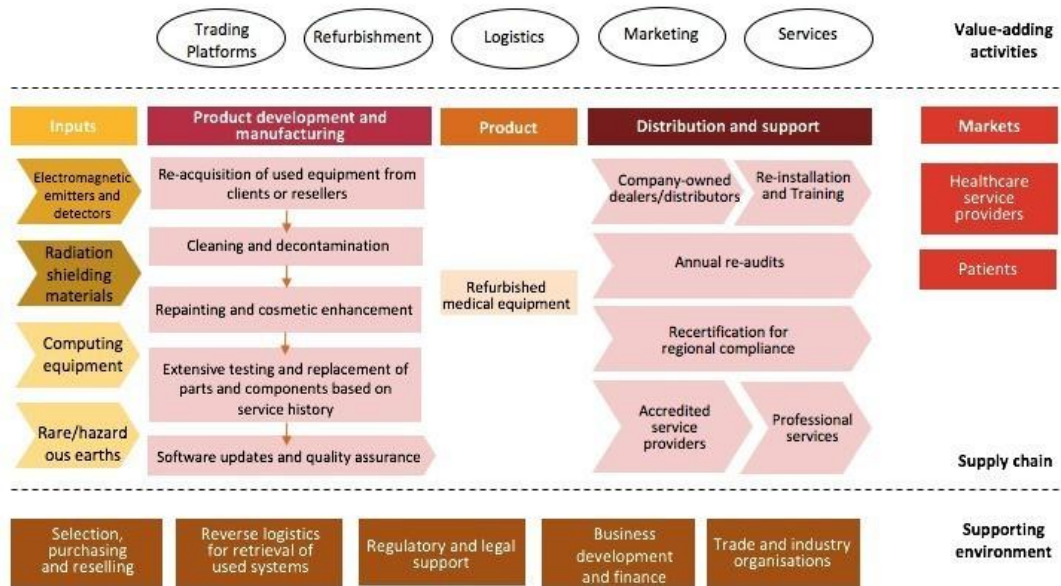 Trading
Platforms
Refurbishment
Logistics
Marketing
Services
Value-adding
activities
Inputs
Product development and
manufacturing
Product
Distribution and support
Markets
Electromagnetic
emitters and
detectors
Radiation
shielding
materials
Computing
equipment
Rare/hazard
ous earths
Re-acquisition of used equipment from
clients or resellers
Cleaning and decontamination
Repainting and cosmetic enhancement
Extensive testing and replacement of
parts and components based on
service history
Software updates and quality assurance
Refurbished
medical equipment
Company-owned
dealers/distributors
Re-installation
and Training
Annual re-audits
Recertification for
regional compliance
Accredited
service
providers
Professional
services
Healthcare
service
providers
Patients
Supply chain
Selection,
purchasing
and reselling
Reverse logistics
for retrieval of
used systems
Regulatory and legal
support
Business
development
and finance
Trade and industry
organisations
Supporting
environment